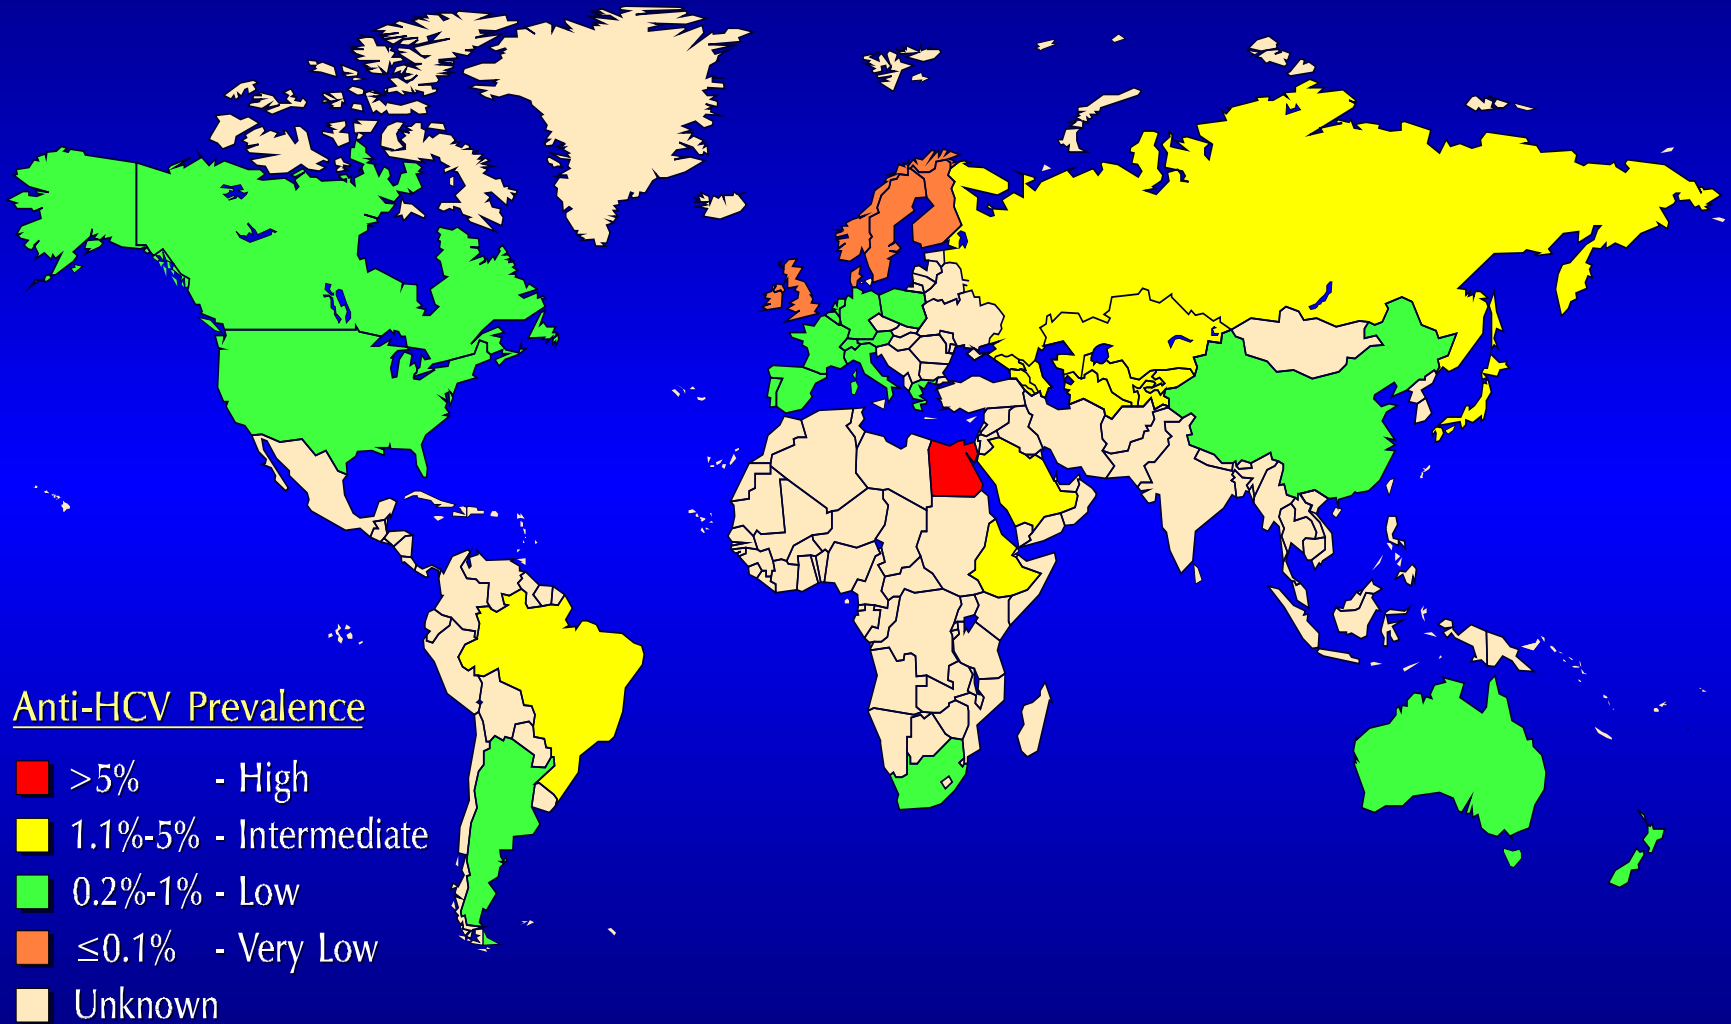 Anti-HCV Prevalence
>5% - High
1.1%-5% - Intermediate
0.2%-1% - Low
≤0.1% - Very Low
Unknown